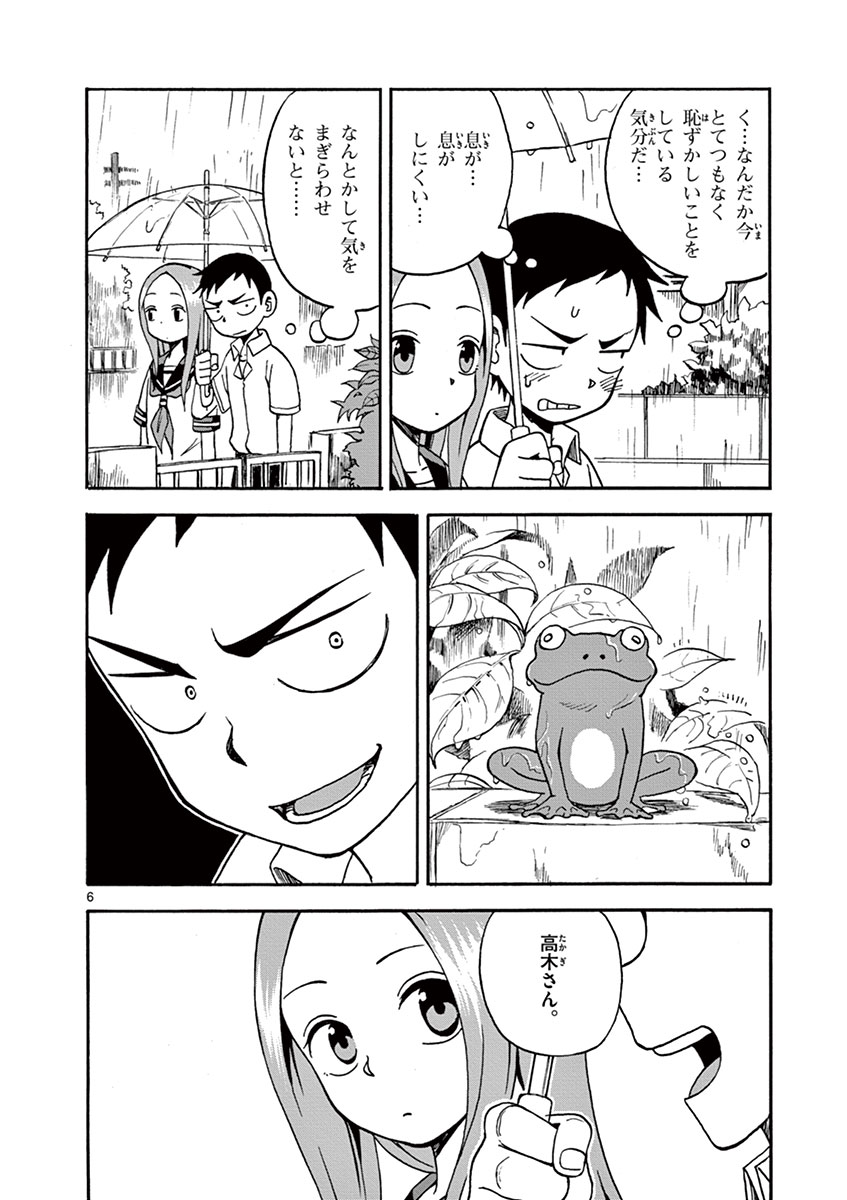 く…なんだか今
とてつもなく
恥ずかしいことを
している
気分だ…
息が…
息が
しにくい…
なんとかして気を
まぎらわせ
ないと……
6
高木さん。